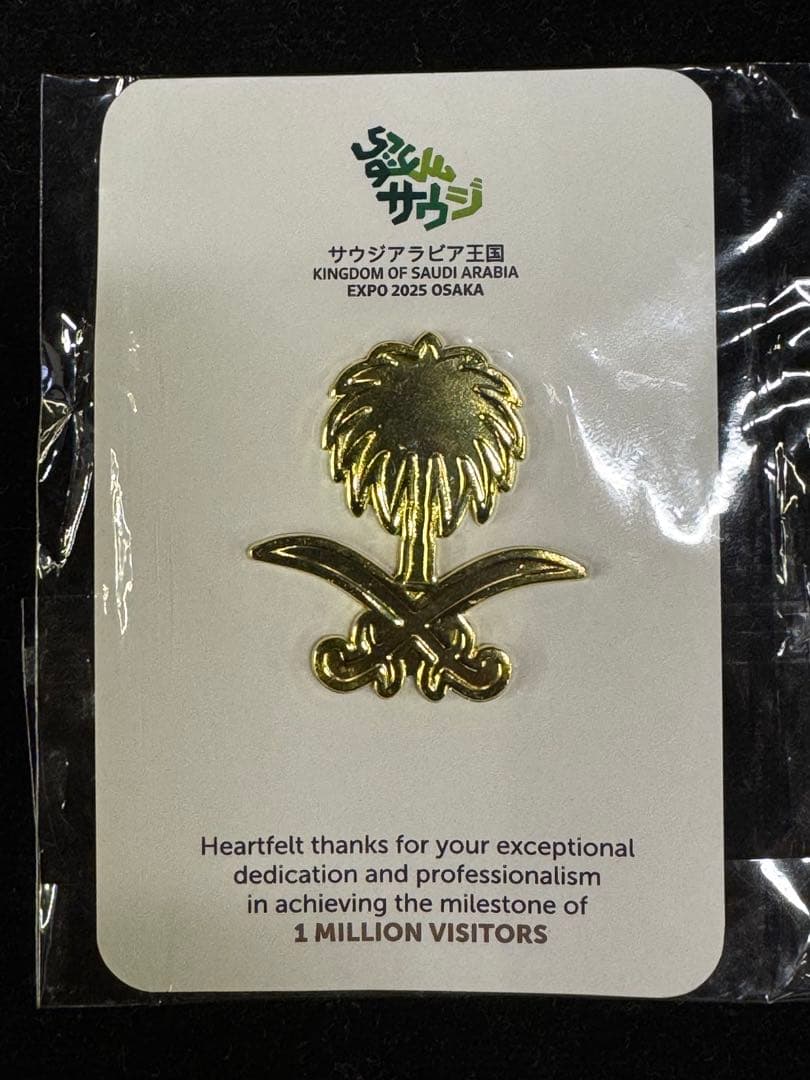 サウジ
サウジアラビア王国
KINGDOM OF SAUDI ARABIA
EXPO 2025 OSAKA
Heartfelt thanks for your exceptional
dedication and professionalism
in achieving the milestone of
1 MILLION VISITORS